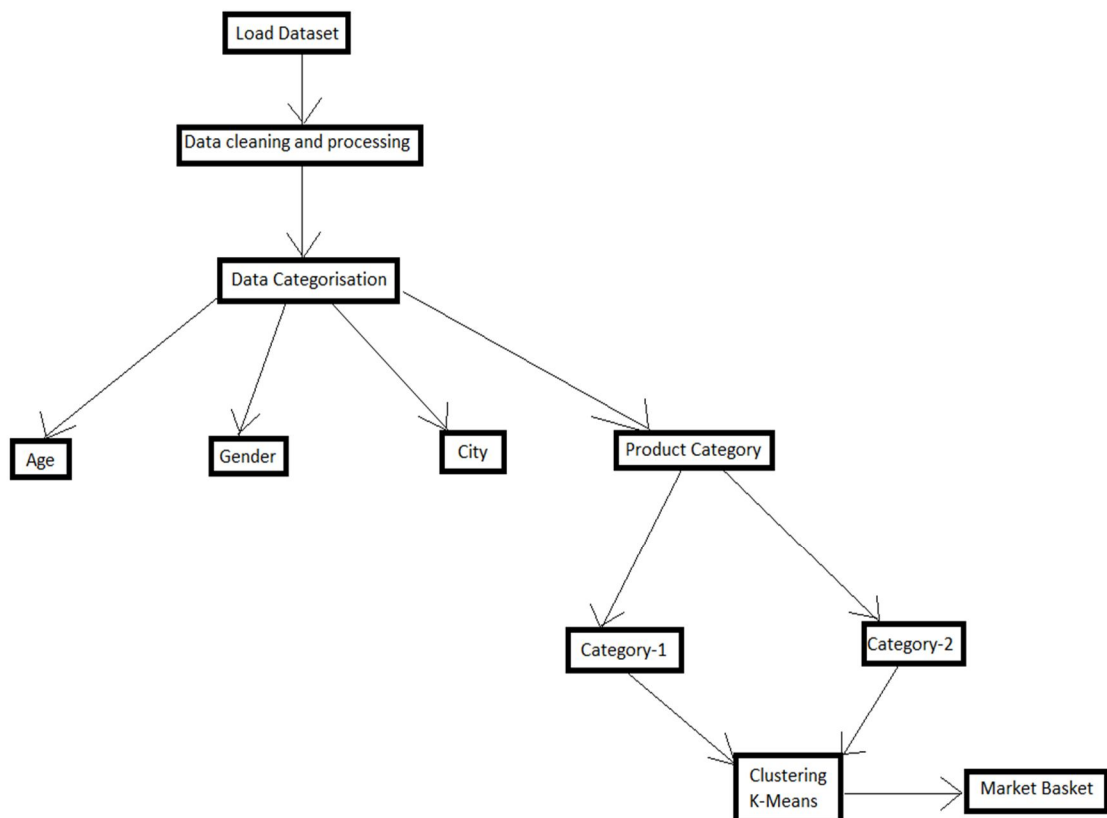 Load Dataset
Data cleaning and processing
Data Categorisation
Age
Gender
City
Product Category
Category-1
Category-2
Clustering
K-Means
Market Basket